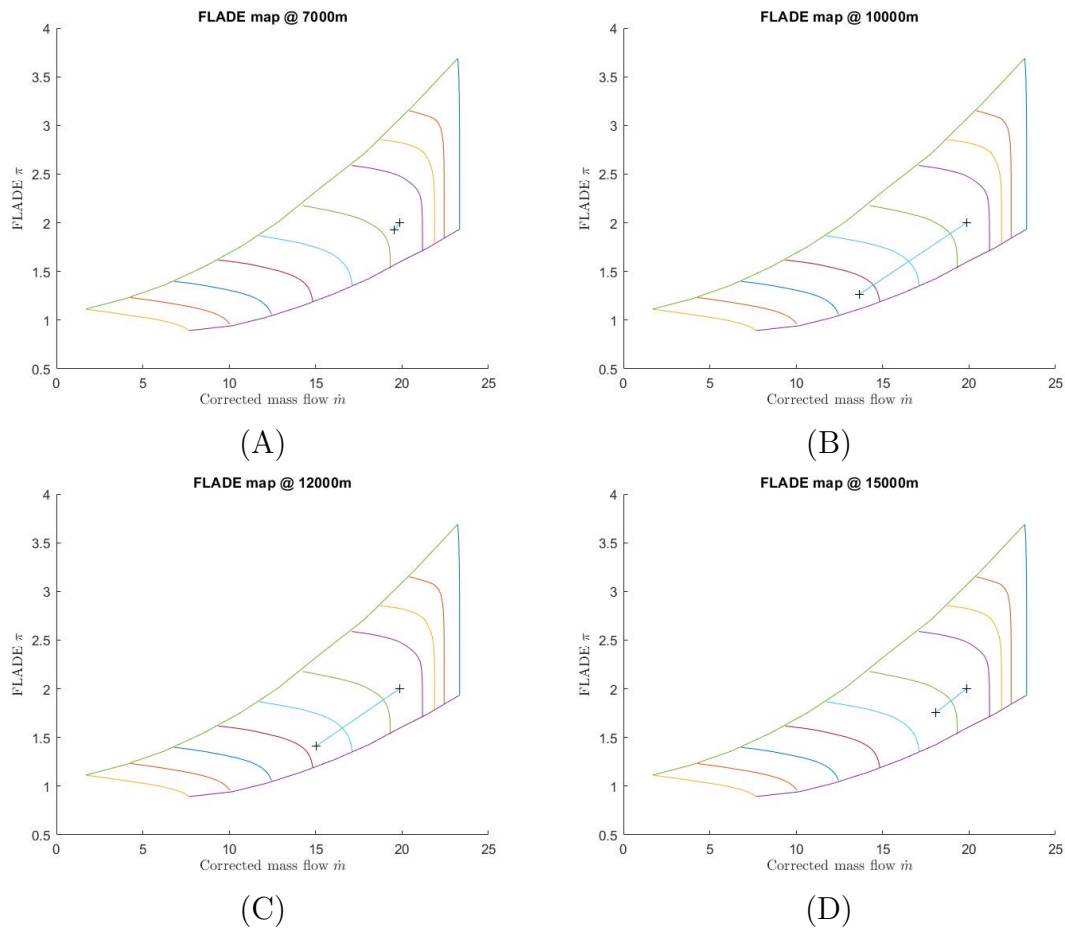 FLADE map @ 7000m
4
3.5
3
2.5
2
1.5
1
0.5
FLADE π
0 5 10 15 20 25
Corrected mass flow ṁ
(A)
FLADE map @ 10000m
4
3.5
3
2.5
2
1.5
1
0.5
FLADE π
0 5 10 15 20 25
Corrected mass flow ṁ
(B)
FLADE map @ 12000m
4
3.5
3
2.5
2
1.5
1
0.5
FLADE π
0 5 10 15 20 25
Corrected mass flow ṁ
(C)
FLADE map @ 15000m
4
3.5
3
2.5
2
1.5
1
0.5
FLADE π
0 5 10 15 20 25
Corrected mass flow ṁ
(D)